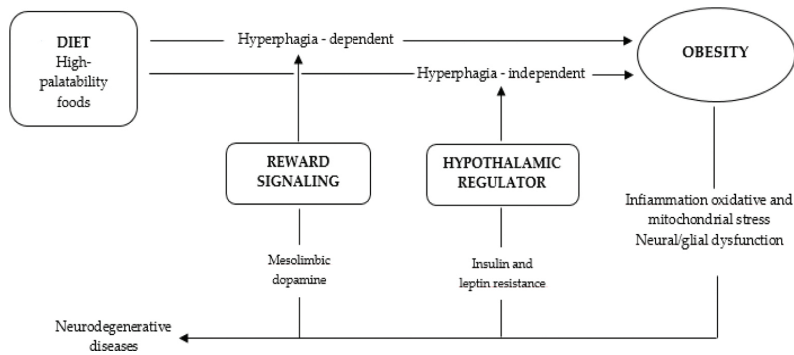 DIET
High-
palatability
foods
Hyperphagia - dependent
Hyperphagia - independent
OBESITY
REWARD
SIGNALING
HYPOTHALAMIC
REGULATOR
Infiammation oxidative and
mitochondrial stress
Neural/glial dysfunction
Mesolimbic
dopamine
Insulin and
leptin resistance
Neurodegenerative
diseases